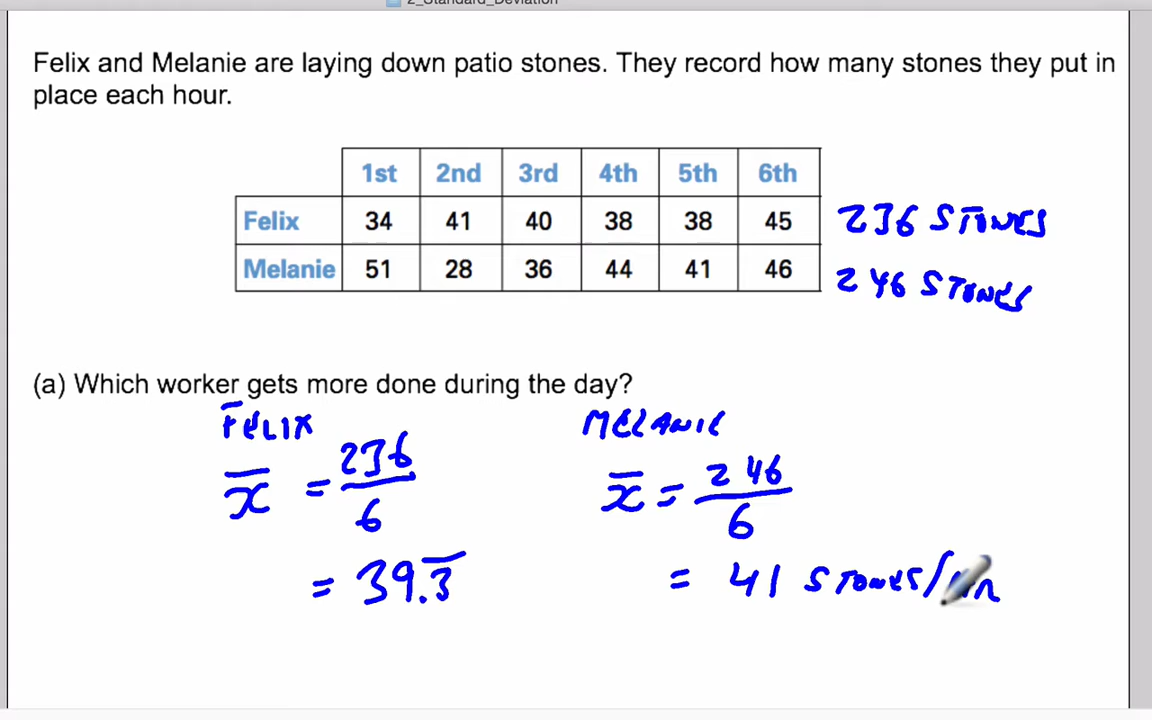 2_Standard_Deviation
Felix and Melanie are laying down patio stones. They record how many stones they put in
place each hour.
1st 2nd 3rd 4th 5th 6th
Felix 34 41 40 38 38 45 236 STONES
Melanie 51 28 36 44 41 46 246 STONES
(a) Which worker gets more done during the day?
FELIX MELANIE
x̅ = 236/6 x̅ = 246/6
= 39.3̅ = 41 STONES/